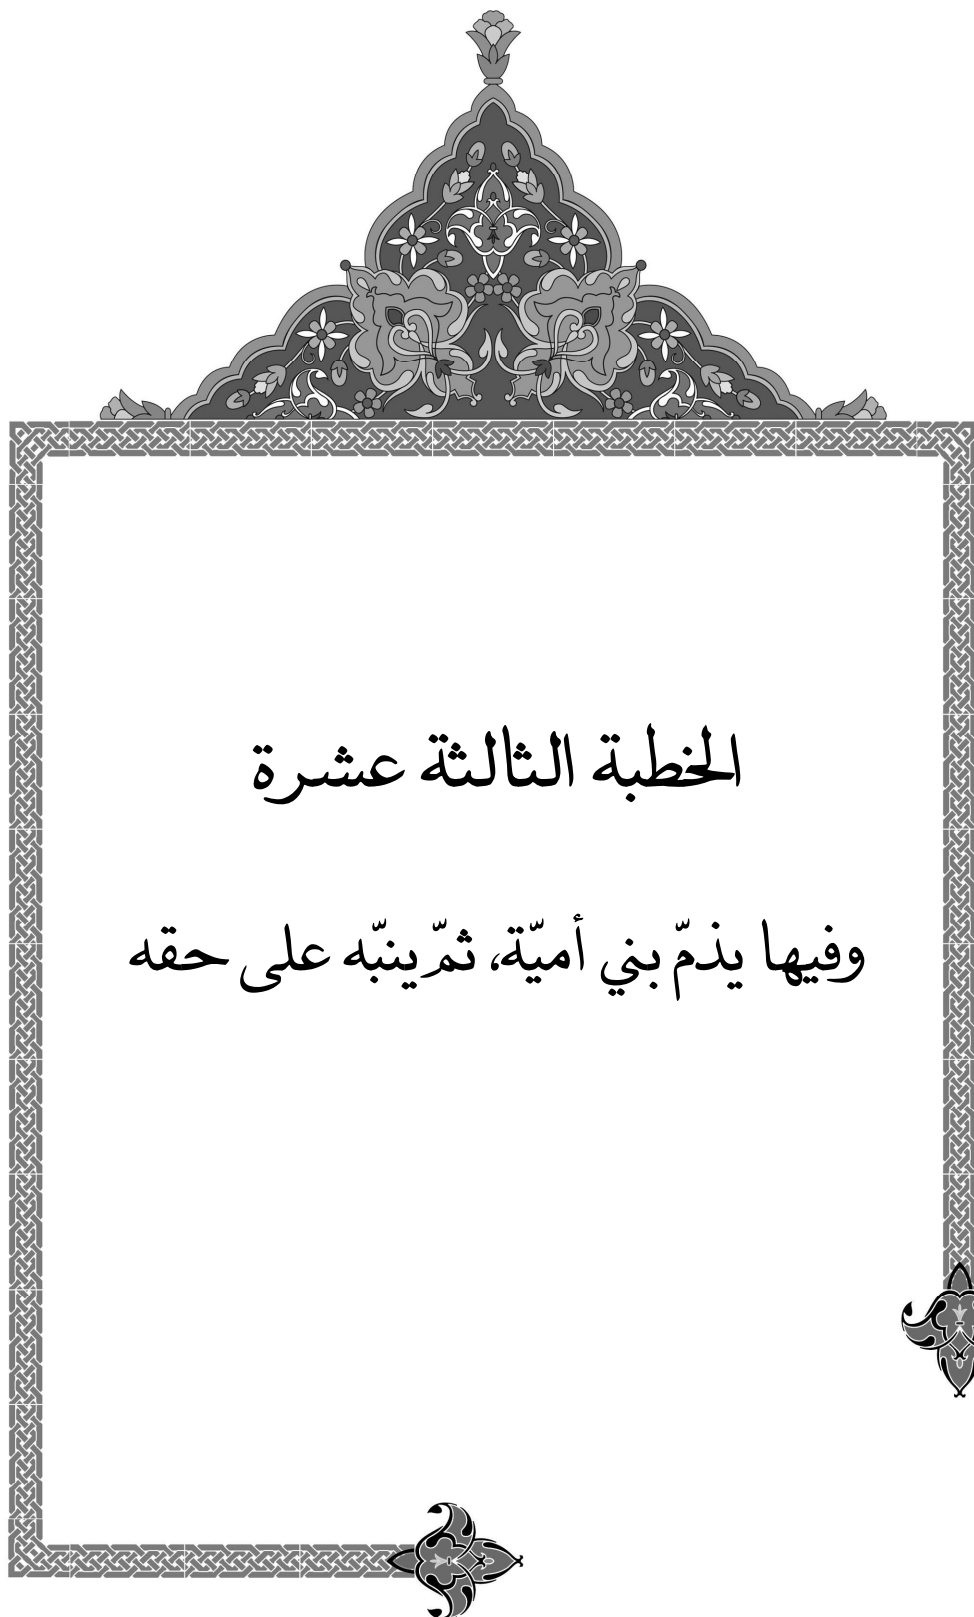 الخطبة الثالثة عشرة
وفيها يذمّ بني أميّة، ثمّ ينبّه على حقه